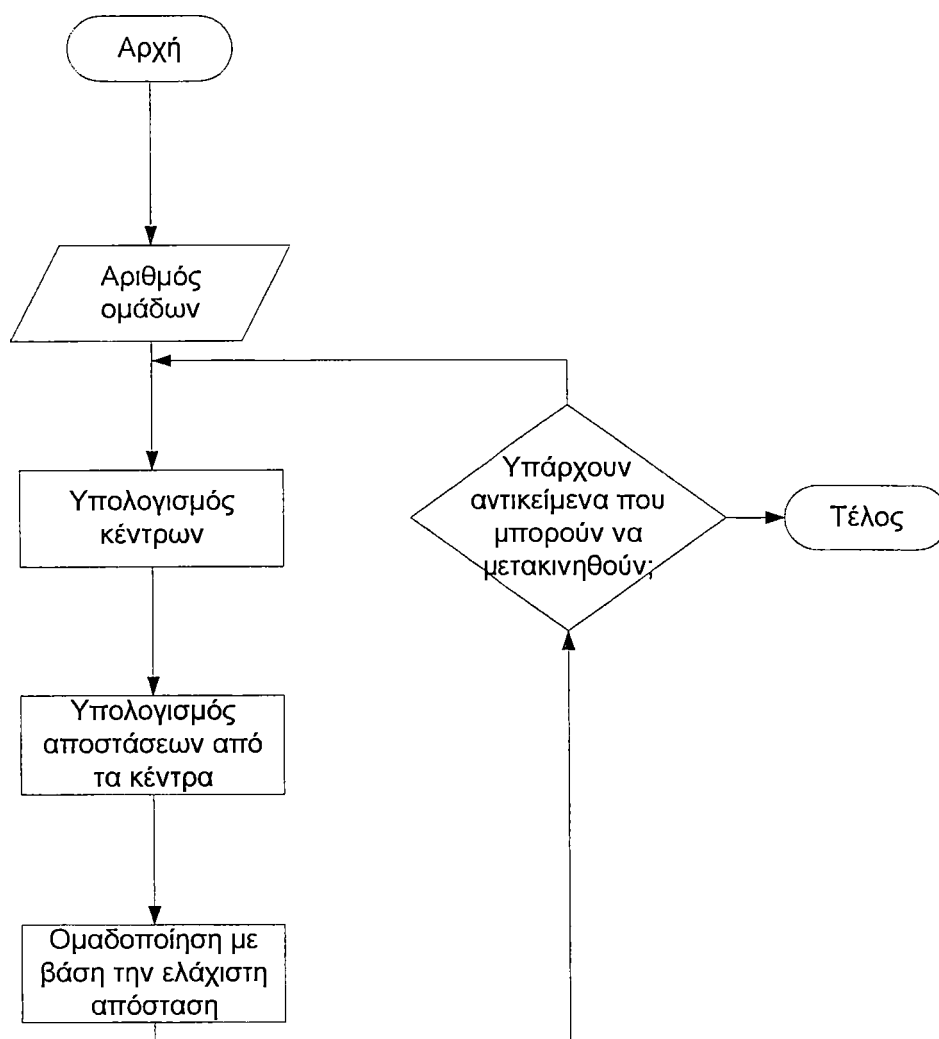 Αρχή
Αριθμός
ομάδων
Υπολογισμός
κέντρων
Υπολογισμός
αποστάσεων από
τα κέντρα
Ομαδοποίηση με
βάση την ελάχιστη
απόσταση
Υπάρχουν
αντικείμενα που
μπορούν να
μετακινηθούν;
Τέλος